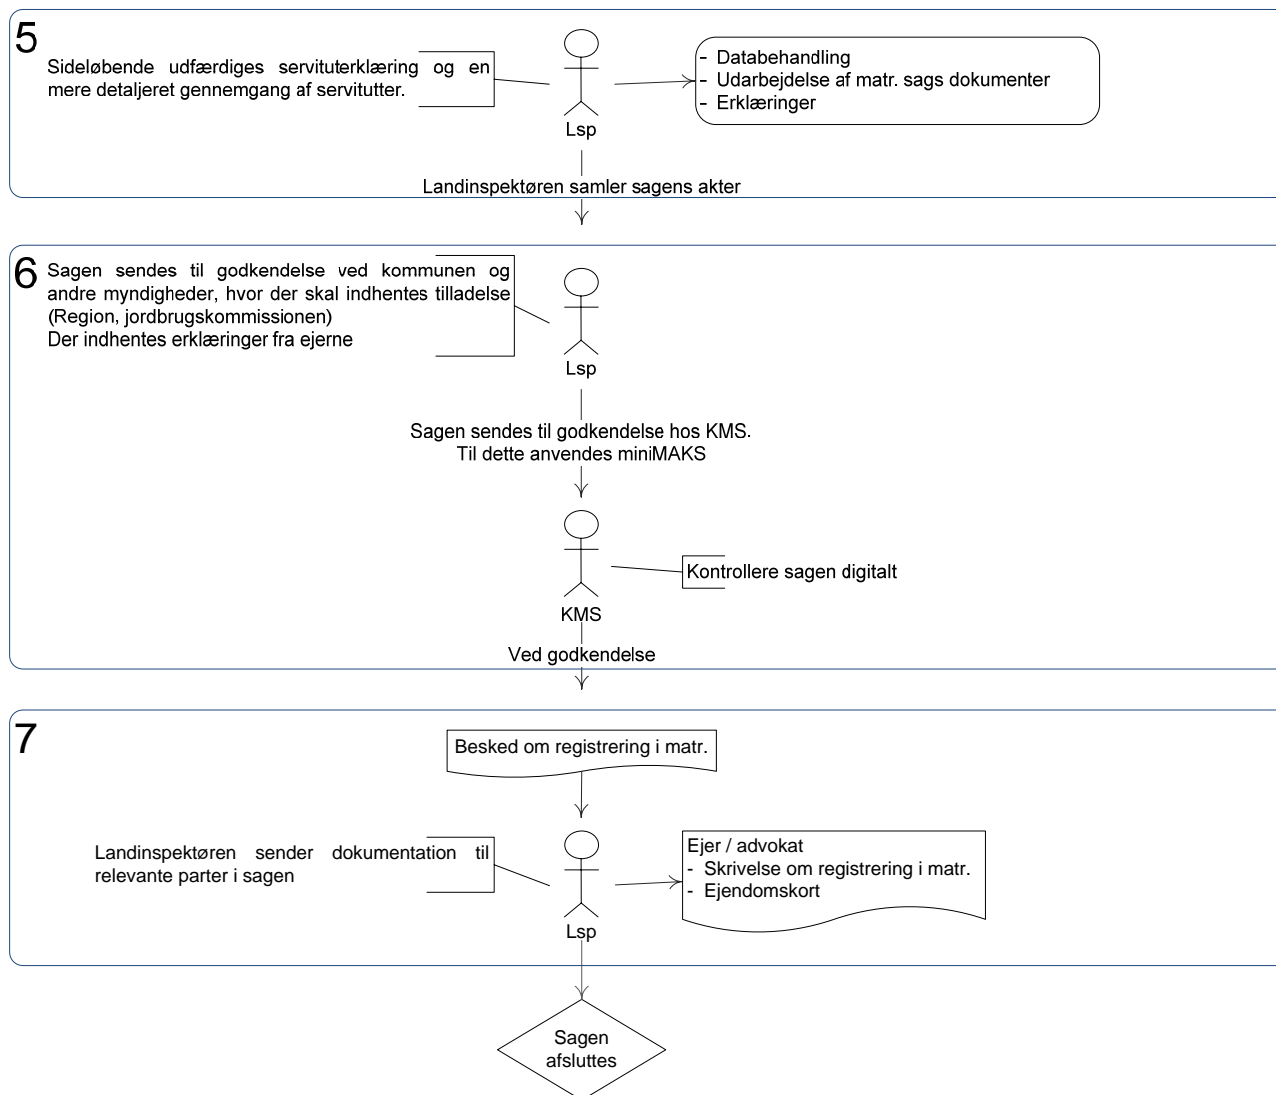 5
Sideløbende udfærdiges servituterklæring og en
mere detaljeret gennemgang af servitutter.
- Databehandling
- Udarbejdelse af matr. sags dokumenter
- Erklæringer
Lsp
Landinspektøren samler sagens akter
6
Sagen sendes til godkendelse ved kommunen og
andre myndigheder, hvor der skal indhentes tilladelse
(Region, jordbrugskommissionen)
Der indhentes erklæringer fra ejerne
Lsp
Sagen sendes til godkendelse hos KMS.
Til dette anvendes miniMAKS
Kontrollere sagen digitalt
KMS
Ved godkendelse
7
Besked om registrering i matr.
Landinspektøren sender dokumentation til
relevante parter i sagen
Ejer / advokat
- Skrivelse om registrering i matr.
- Ejendomskort
Lsp
Sagen
afsluttes